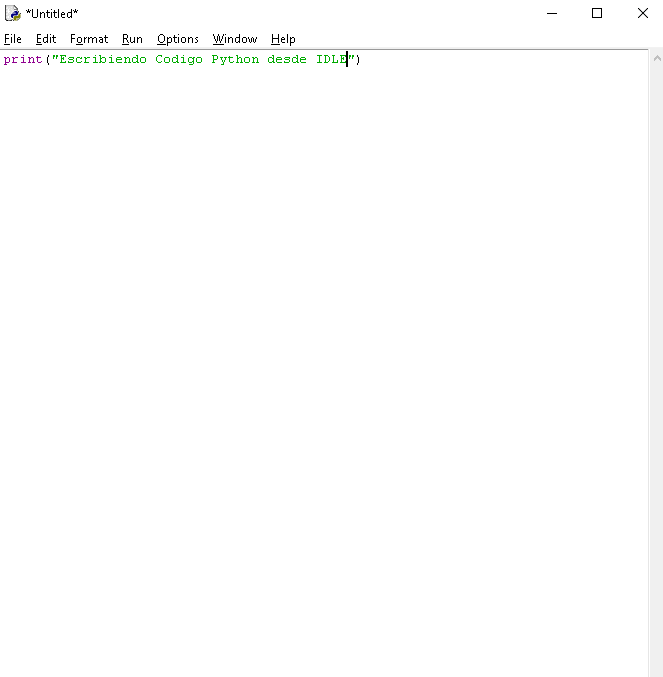 *Untitled*
File Edit Format Run Options Window Help
print("Escribiendo Codigo Python desde IDLE")